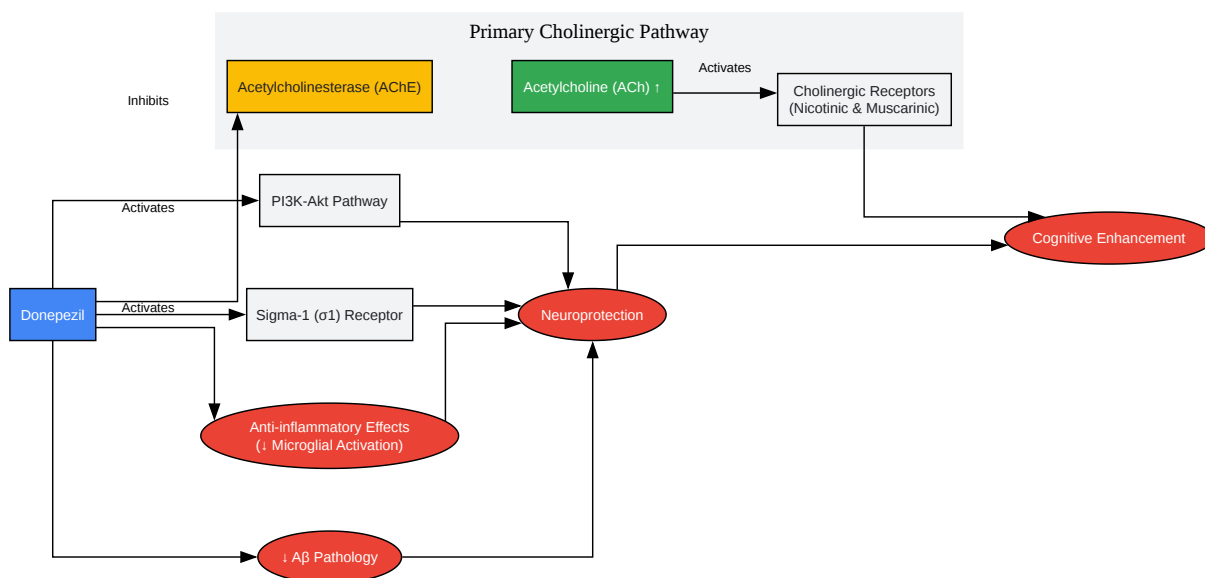 Primary Cholinergic Pathway
Acetylcholinesterase (AChE)
Acetylcholine (ACh) ↑
Activates
Cholinergic Receptors
(Nicotinic & Muscarinic)
Inhibits
PI3K-Akt Pathway
Activates
Cognitive Enhancement
Donepezil
Activates
Sigma-1 (σ1) Receptor
Neuroprotection
Anti-inflammatory Effects
(↓ Microglial Activation)
↓ Aβ Pathology